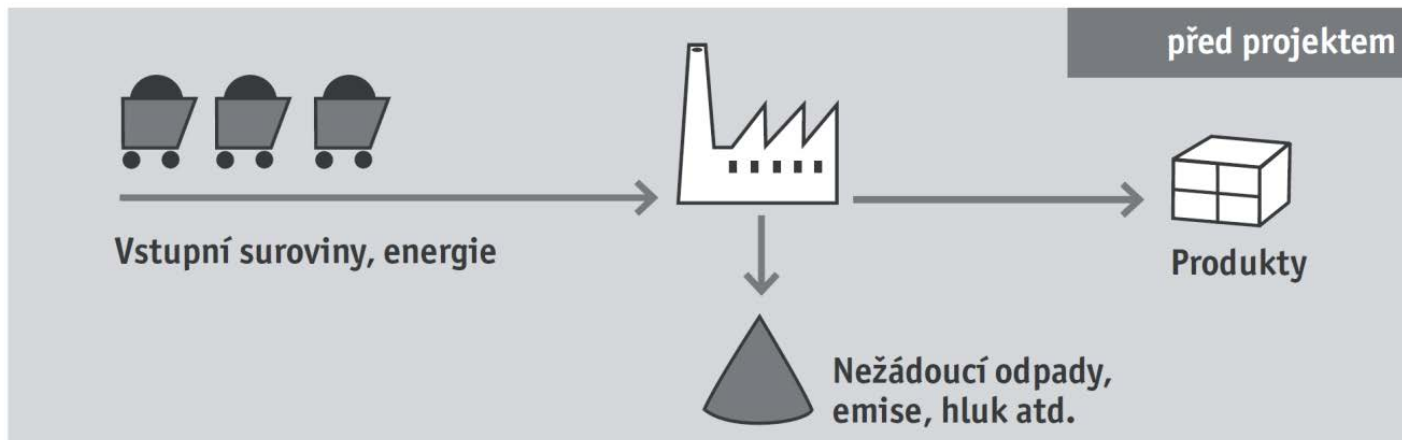 před projektem
Vstupní suroviny, energie
Produkty
Nežádoucí odpady,
emise, hluk atd.